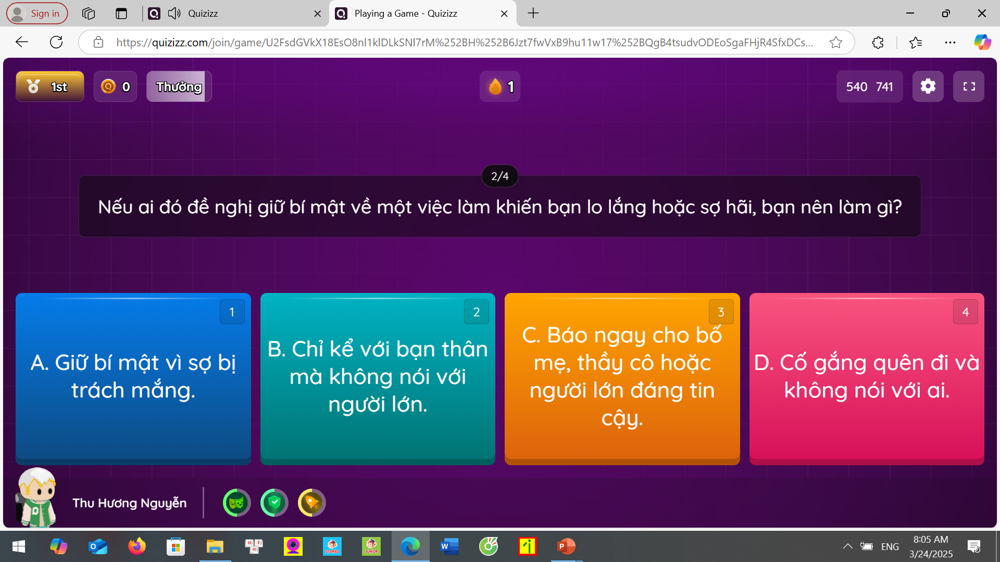 Sign in
Quizizz
Playing a Game - Quizizz
https://quizizz.com/join/game/U2FsdGVkX18EsO8nl1klDLkSNl7rM%252BH%252B6Jzt7fwVxB9hu11w17%252BQgB4tsudvODEoSgaFHjR4SfxDCs...
1st
0
Thưởng
1
540 741
2/4
Nếu ai đó đề nghị giữ bí mật về một việc làm khiến bạn lo lắng hoặc sợ hãi, bạn nên làm gì?
1
A. Giữ bí mật vì sợ bị
trách mắng.
2
B. Chỉ kể với bạn thân
mà không nói với
người lớn.
3
C. Báo ngay cho bố
mẹ, thầy cô hoặc
người lớn đáng tin
cậy.
4
D. Cố gắng quên đi và
không nói với ai.
Thu Hương Nguyễn
STORIES
JUNIOR
ENG
8:05 AM
3/24/2025